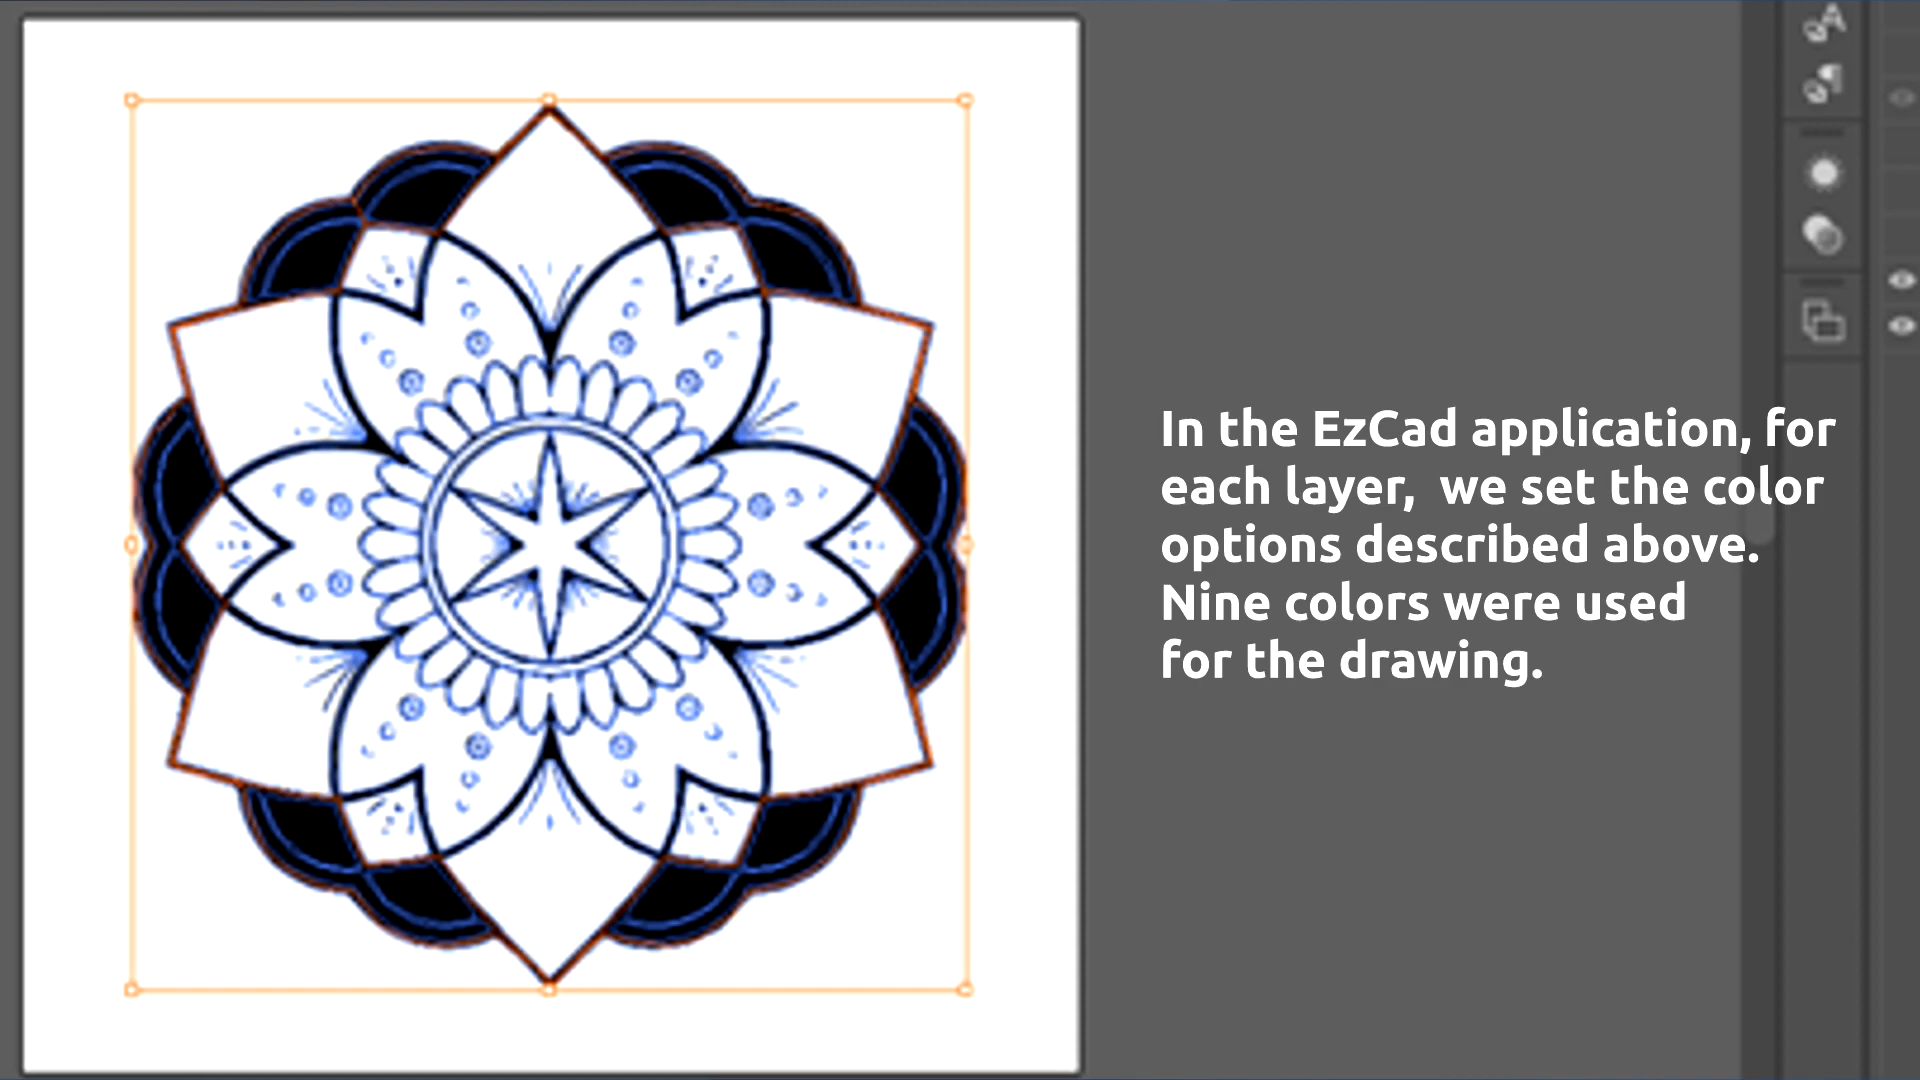 In the EzCad application, for
each layer,  we set the color
options described above.
Nine colors were used
for the drawing.